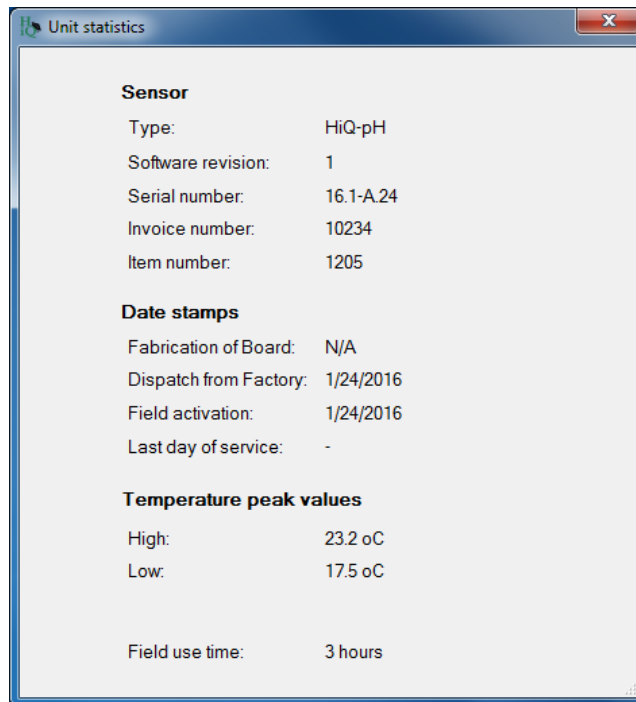 Unit statistics
Sensor
Type: HiQ-pH
Software revision: 1
Serial number: 16.1-A.24
Invoice number: 10234
Item number: 1205
Date stamps
Fabrication of Board: N/A
Dispatch from Factory: 1/24/2016
Field activation: 1/24/2016
Last day of service: -
Temperature peak values
High: 23.2 oC
Low: 17.5 oC
Field use time: 3 hours